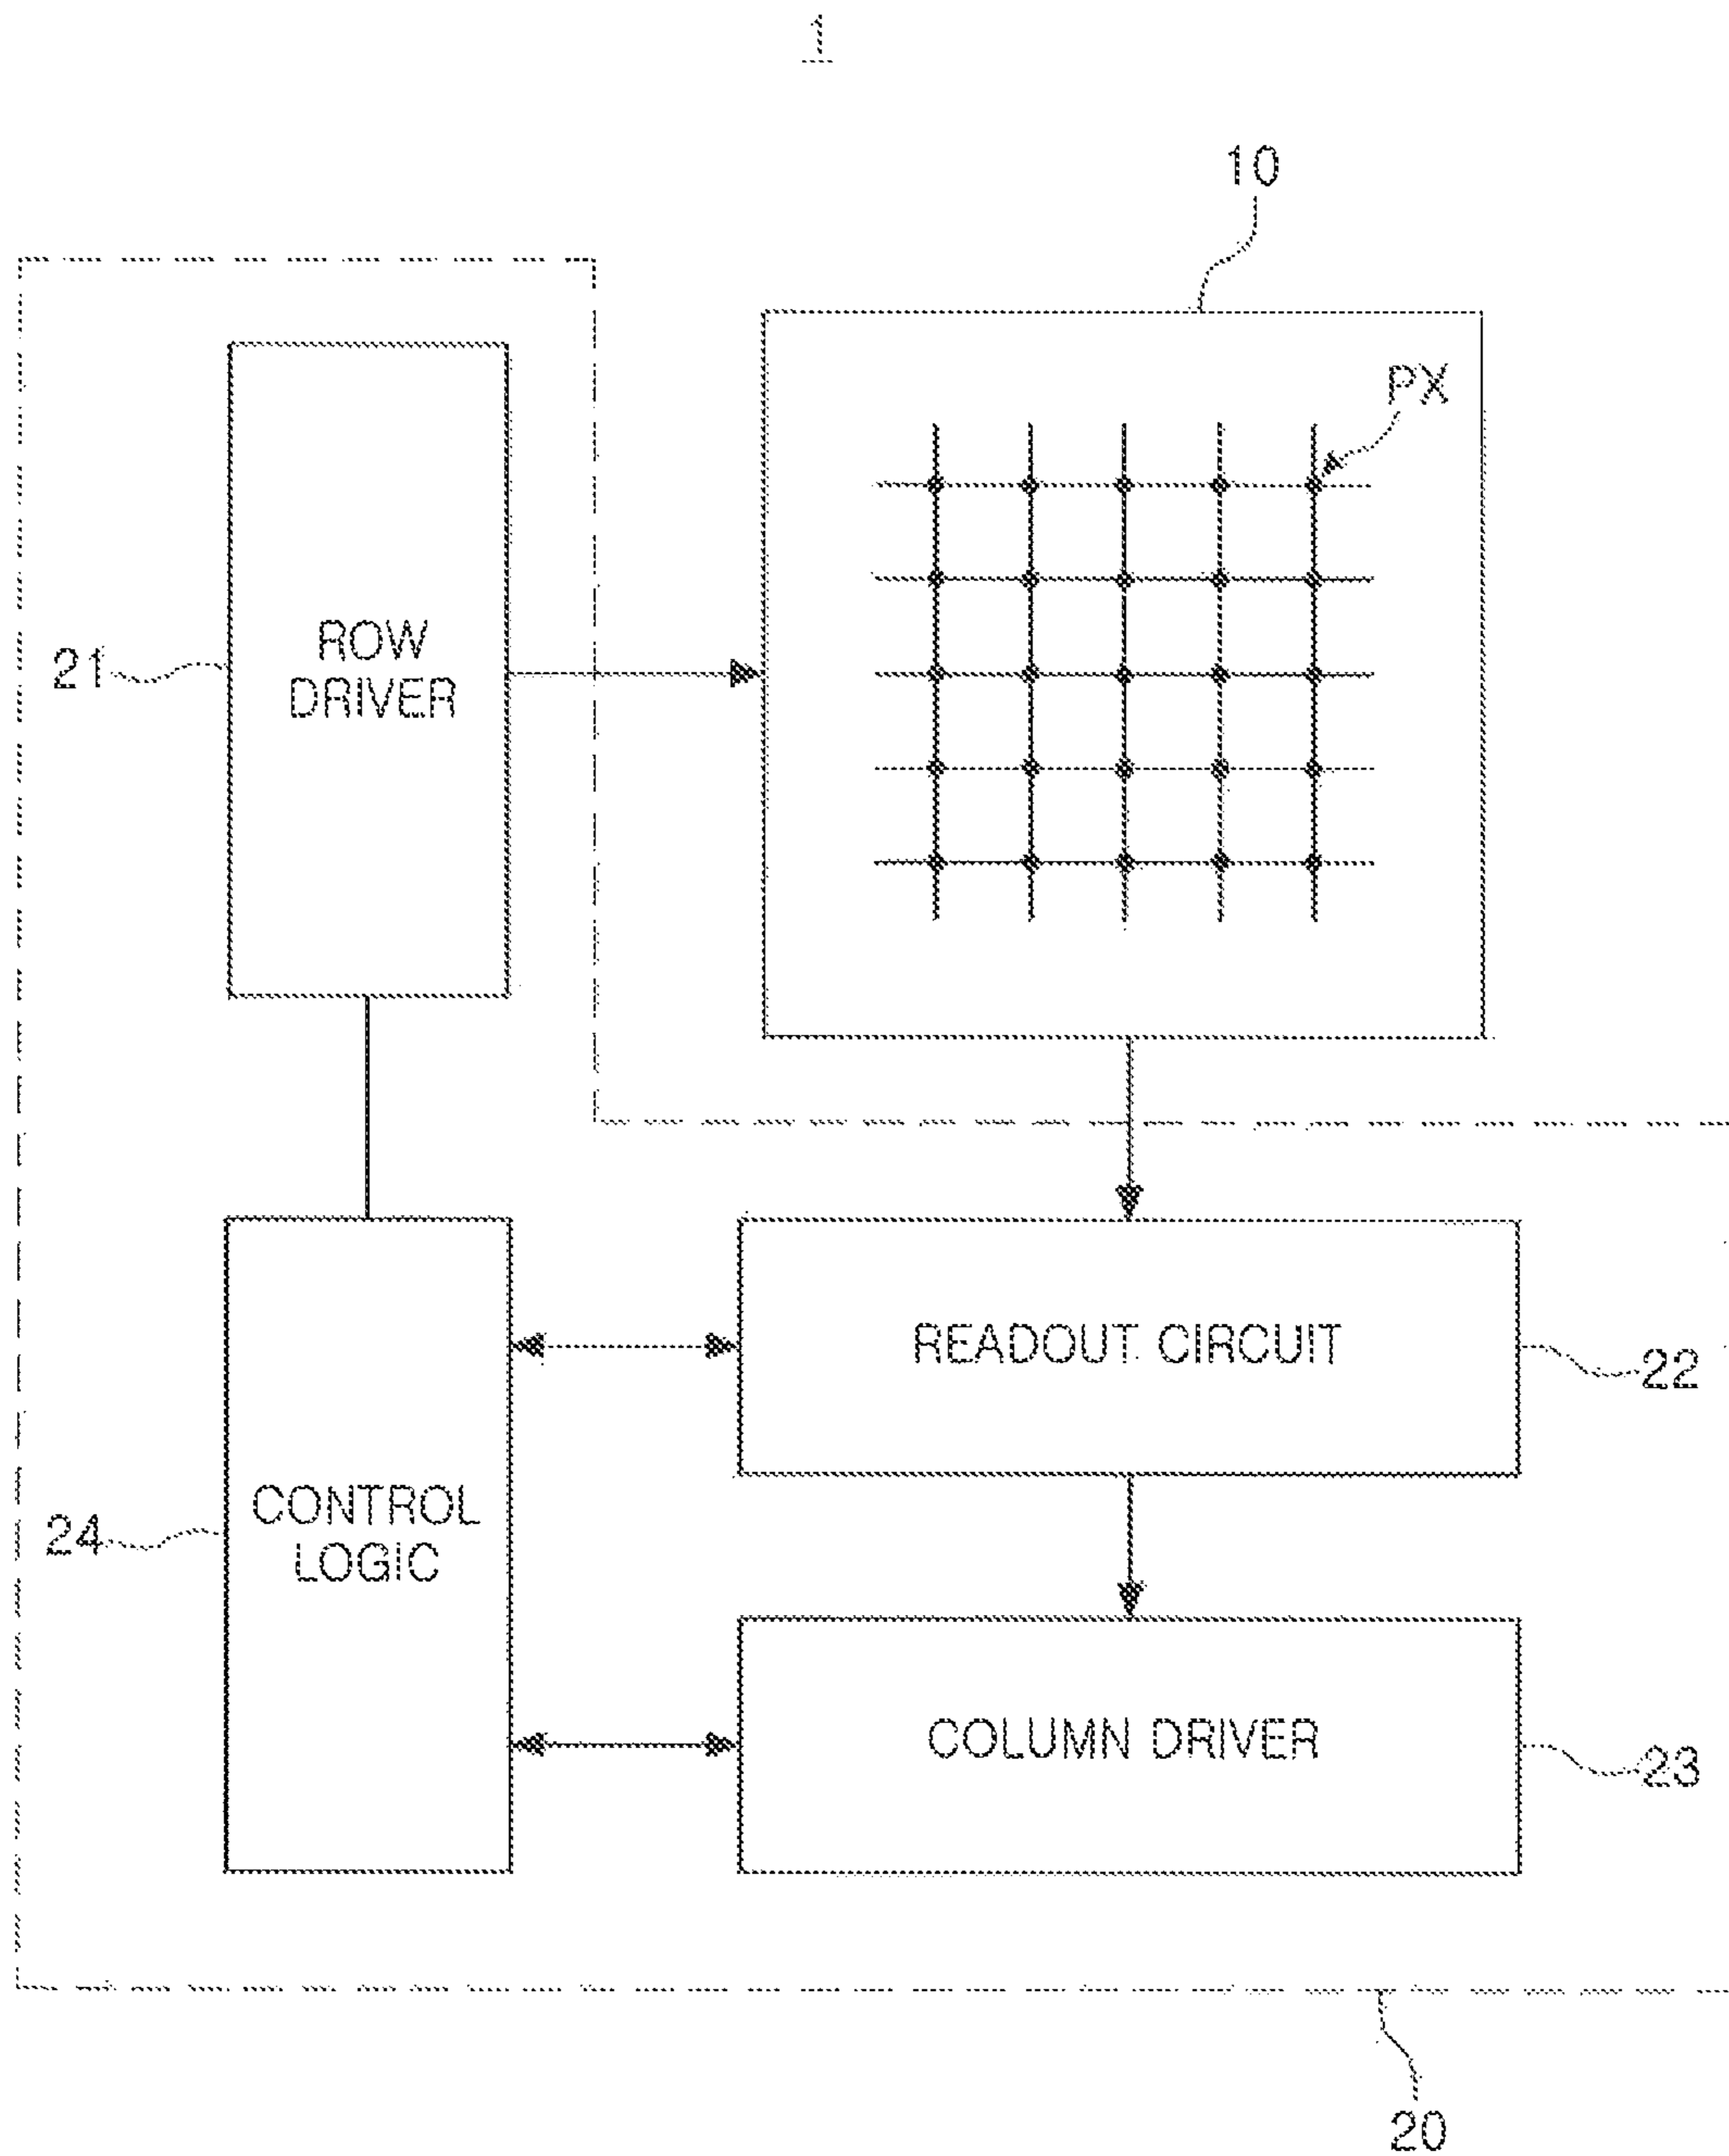 1
10
PX
21
ROW
DRIVER
READOUT CIRCUIT
22
24
CONTROL
LOGIC
COLUMN DRIVER
23
20